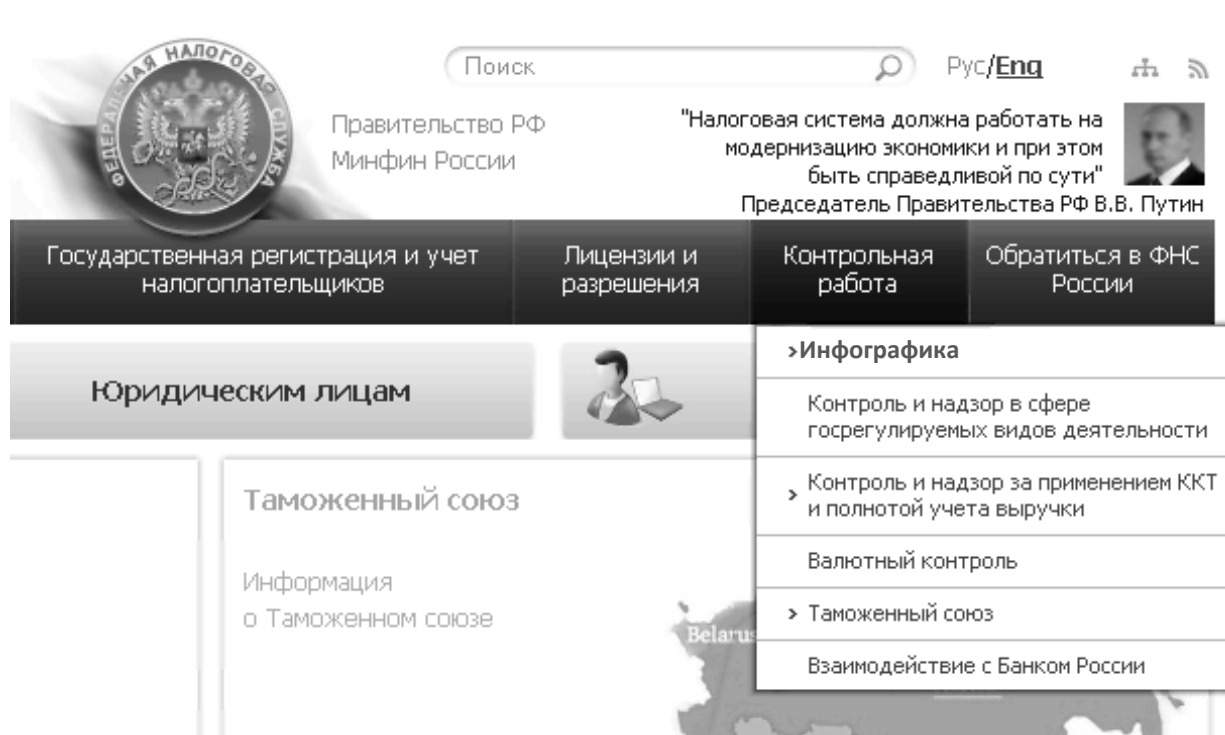 ФЕДЕРАЛЬНАЯ НАЛОГОВАЯ СЛУЖБА
Поиск
Рус/Eng
Правительство РФ
Минфин России
"Налоговая система должна работать на
модернизацию экономики и при этом
быть справедливой по сути"
Председатель Правительства РФ В.В. Путин
Государственная регистрация и учет
налогоплательщиков
Лицензии и
разрешения
Контрольная
работа
Обратиться в ФНС
России
Юридическим лицам
›Инфографика
Контроль и надзор в сфере
госрегулируемых видов деятельности
› Контроль и надзор за применением ККТ
и полнотой учета выручки
Валютный контроль
› Таможенный союз
Взаимодействие с Банком России
Таможенный союз
Информация
о Таможенном союзе
Belarus